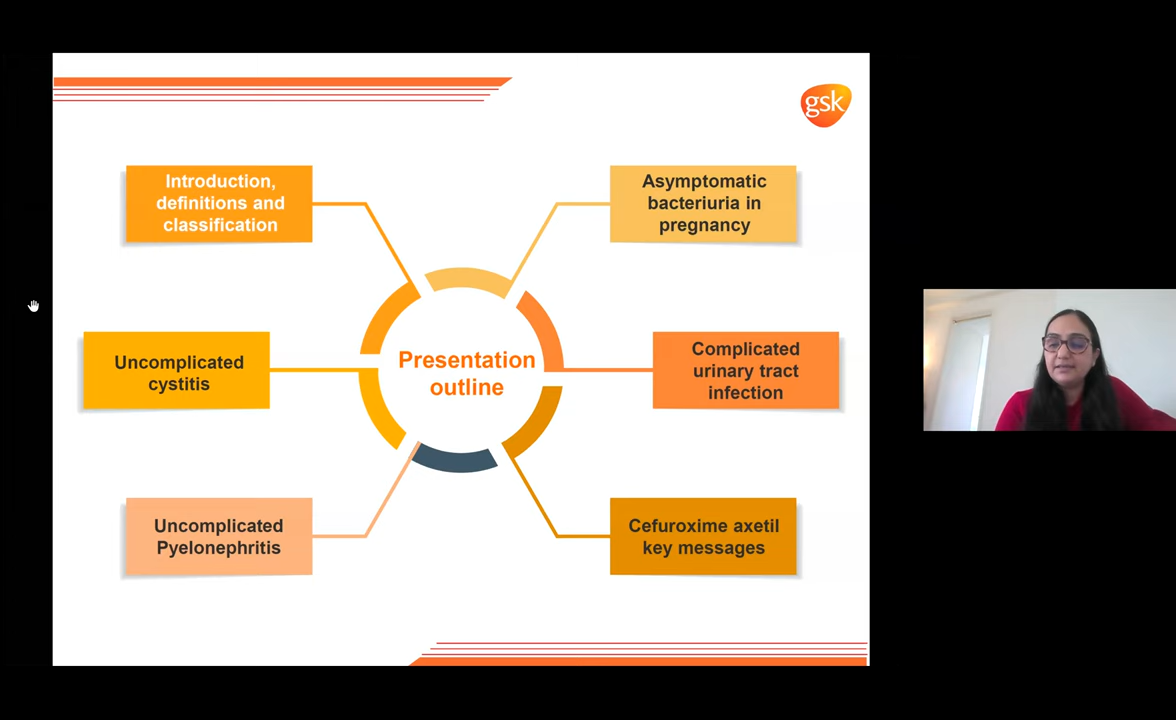 gsk
Introduction,
definitions and
classification
Asymptomatic
bacteriuria in
pregnancy
Uncomplicated
cystitis
Presentation
outline
Complicated
urinary tract
infection
Uncomplicated
Pyelonephritis
Cefuroxime axetil
key messages